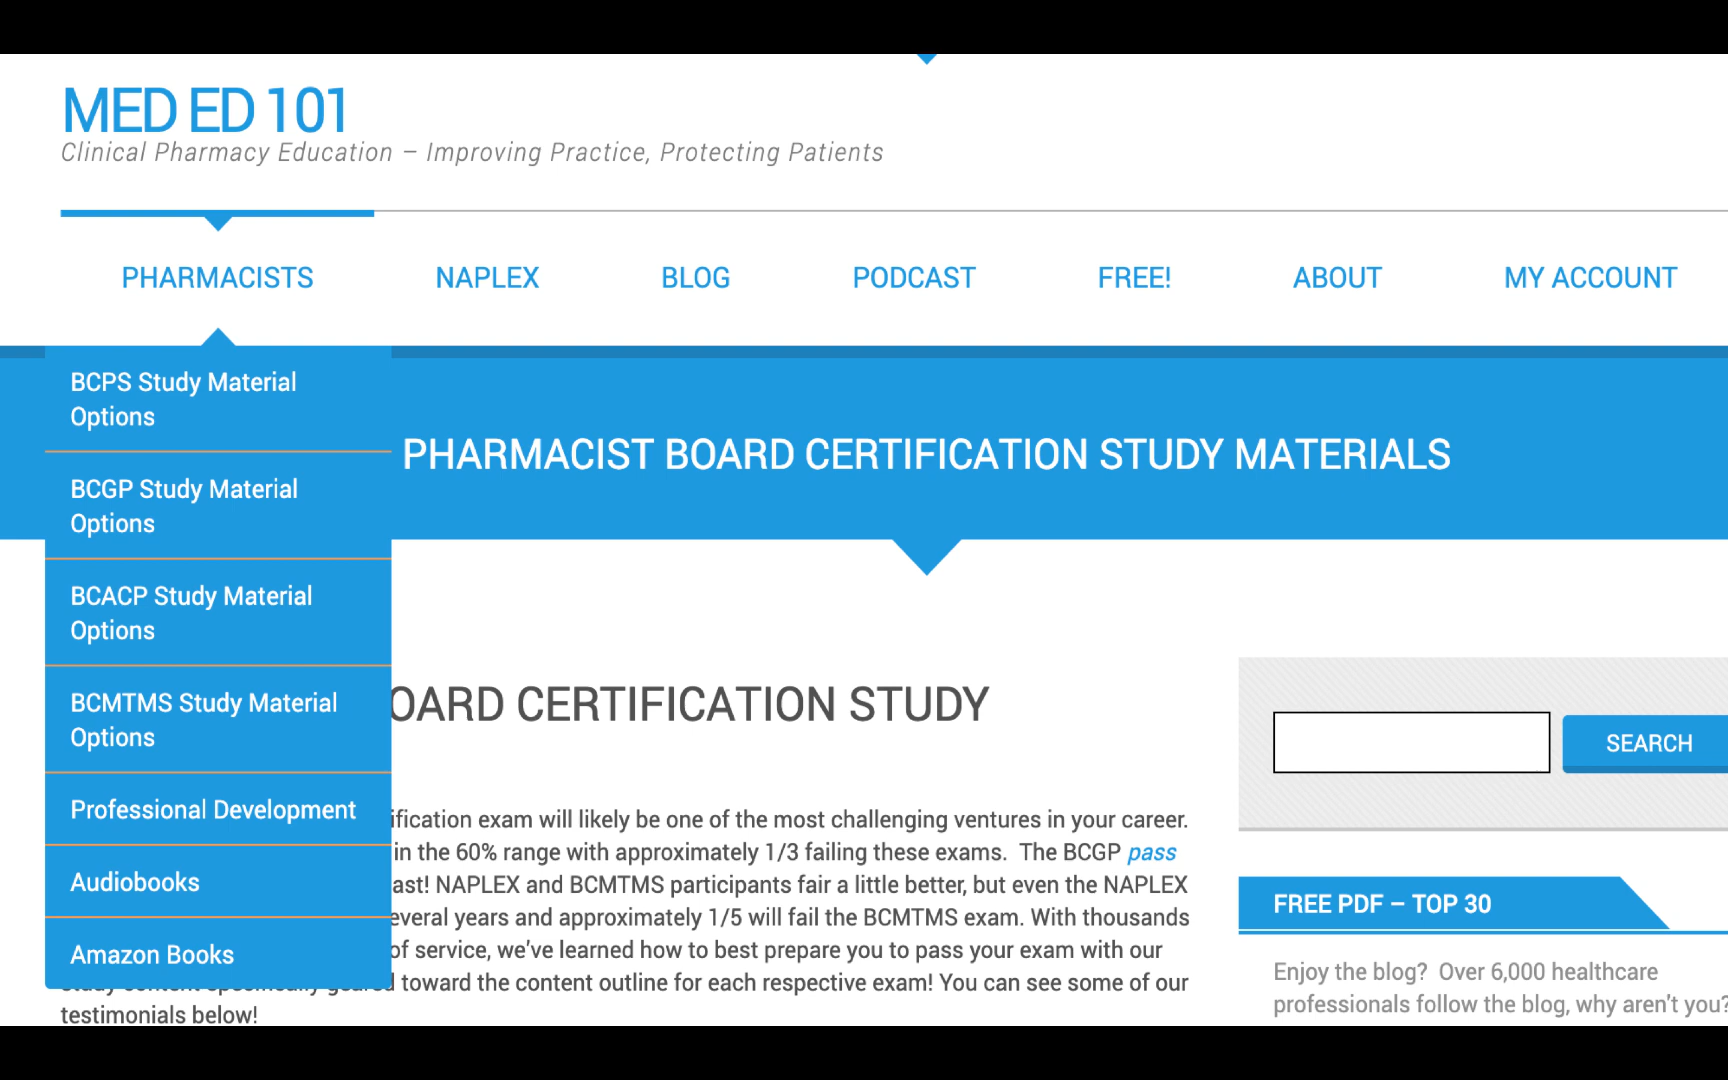 MED ED 101
Clinical Pharmacy Education – Improving Practice, Protecting Patients
PHARMACISTS
NAPLEX
BLOG
PODCAST
FREE!
ABOUT
MY ACCOUNT
BCPS Study Material
Options
BCGP Study Material
Options
BCACP Study Material
Options
BCMTMS Study Material
Options
Professional Development
Audiobooks
Amazon Books
PHARMACIST BOARD CERTIFICATION STUDY MATERIALS
OARD CERTIFICATION STUDY
ification exam will likely be one of the most challenging ventures in your career.
in the 60% range with approximately 1/3 failing these exams. The BCGP pass
ast! NAPLEX and BCMTMS participants fair a little better, but even the NAPLEX
everal years and approximately 1/5 will fail the BCMTMS exam. With thousands
of service, we’ve learned how to best prepare you to pass your exam with our
toward the content outline for each respective exam! You can see some of our
testimonials below!
SEARCH
FREE PDF – TOP 30
Enjoy the blog? Over 6,000 healthcare
professionals follow the blog, why aren’t you?